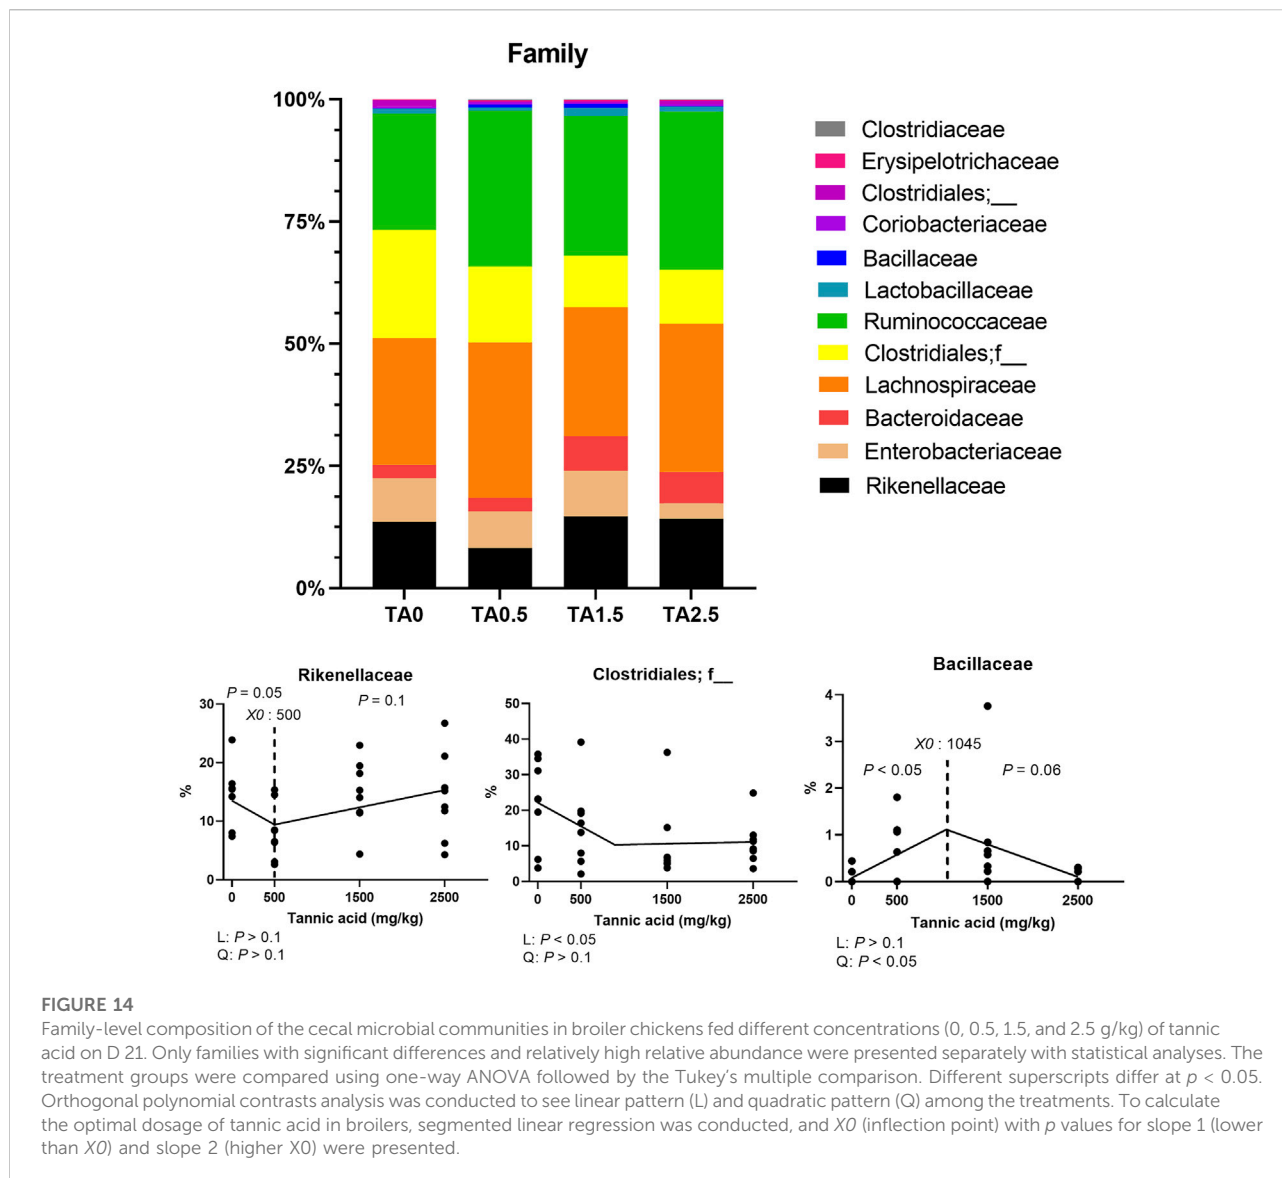 Family
100%
75%
50%
25%
0%
TA0 TA0.5 TA1.5 TA2.5
Clostridiaceae
Erysipelotrichaceae
Clostridiales;__
Coriobacteriaceae
Bacillaceae
Lactobacillaceae
Ruminococcaceae
Clostridiales;f__
Lachnospiraceae
Bacteroidaceae
Enterobacteriaceae
Rikenellaceae
Rikenellaceae
P = 0.05
P = 0.1
X0 : 500
30
20
10
0
%
0 500 1500 2500
Tannic acid (mg/kg)
L: P > 0.1
Q: P > 0.1
Clostridiales; f__
50
40
30
20
10
0
%
0 500 1500 2500
Tannic acid (mg/kg)
L: P < 0.05
Q: P > 0.1
Bacillaceae
4
3
2
1
0
%
X0 : 1045
P < 0.05
P = 0.06
0 500 1500 2500
Tannic acid (mg/kg)
L: P > 0.1
Q: P < 0.05
FIGURE 14
Family-level composition of the cecal microbial communities in broiler chickens fed different concentrations (0, 0.5, 1.5, and 2.5 g/kg) of tannic
acid on D 21. Only families with significant differences and relatively high relative abundance were presented separately with statistical analyses. The
treatment groups were compared using one-way ANOVA followed by the Tukey's multiple comparison. Different superscripts differ at p < 0.05.
Orthogonal polynomial contrasts analysis was conducted to see linear pattern (L) and quadratic pattern (Q) among the treatments. To calculate
the optimal dosage of tannic acid in broilers, segmented linear regression was conducted, and X0 (inflection point) with p values for slope 1 (lower
than X0) and slope 2 (higher X0) were presented.